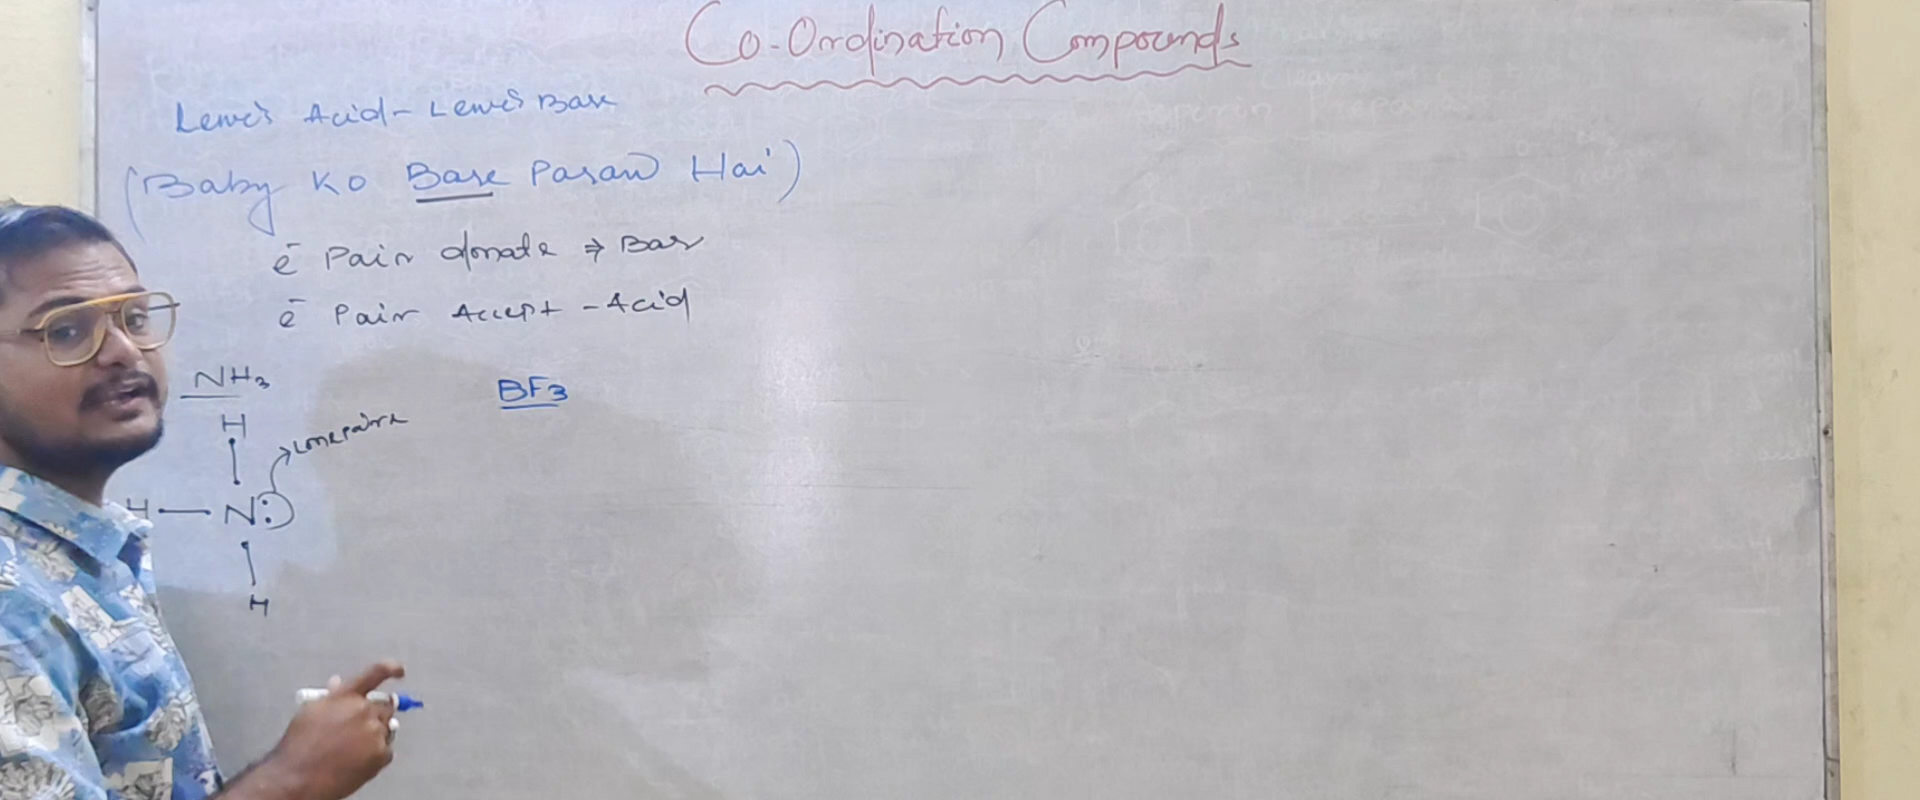 Co-Ordination Compounds
Lewis Acid - Lewis Base
(Baby Ko Base Pasand Hai)
e⁻ Pair donate ⇒ Base
e⁻ Pair Accept - Acid
NH₃
BF₃
H
Lone paire
H — N:
H